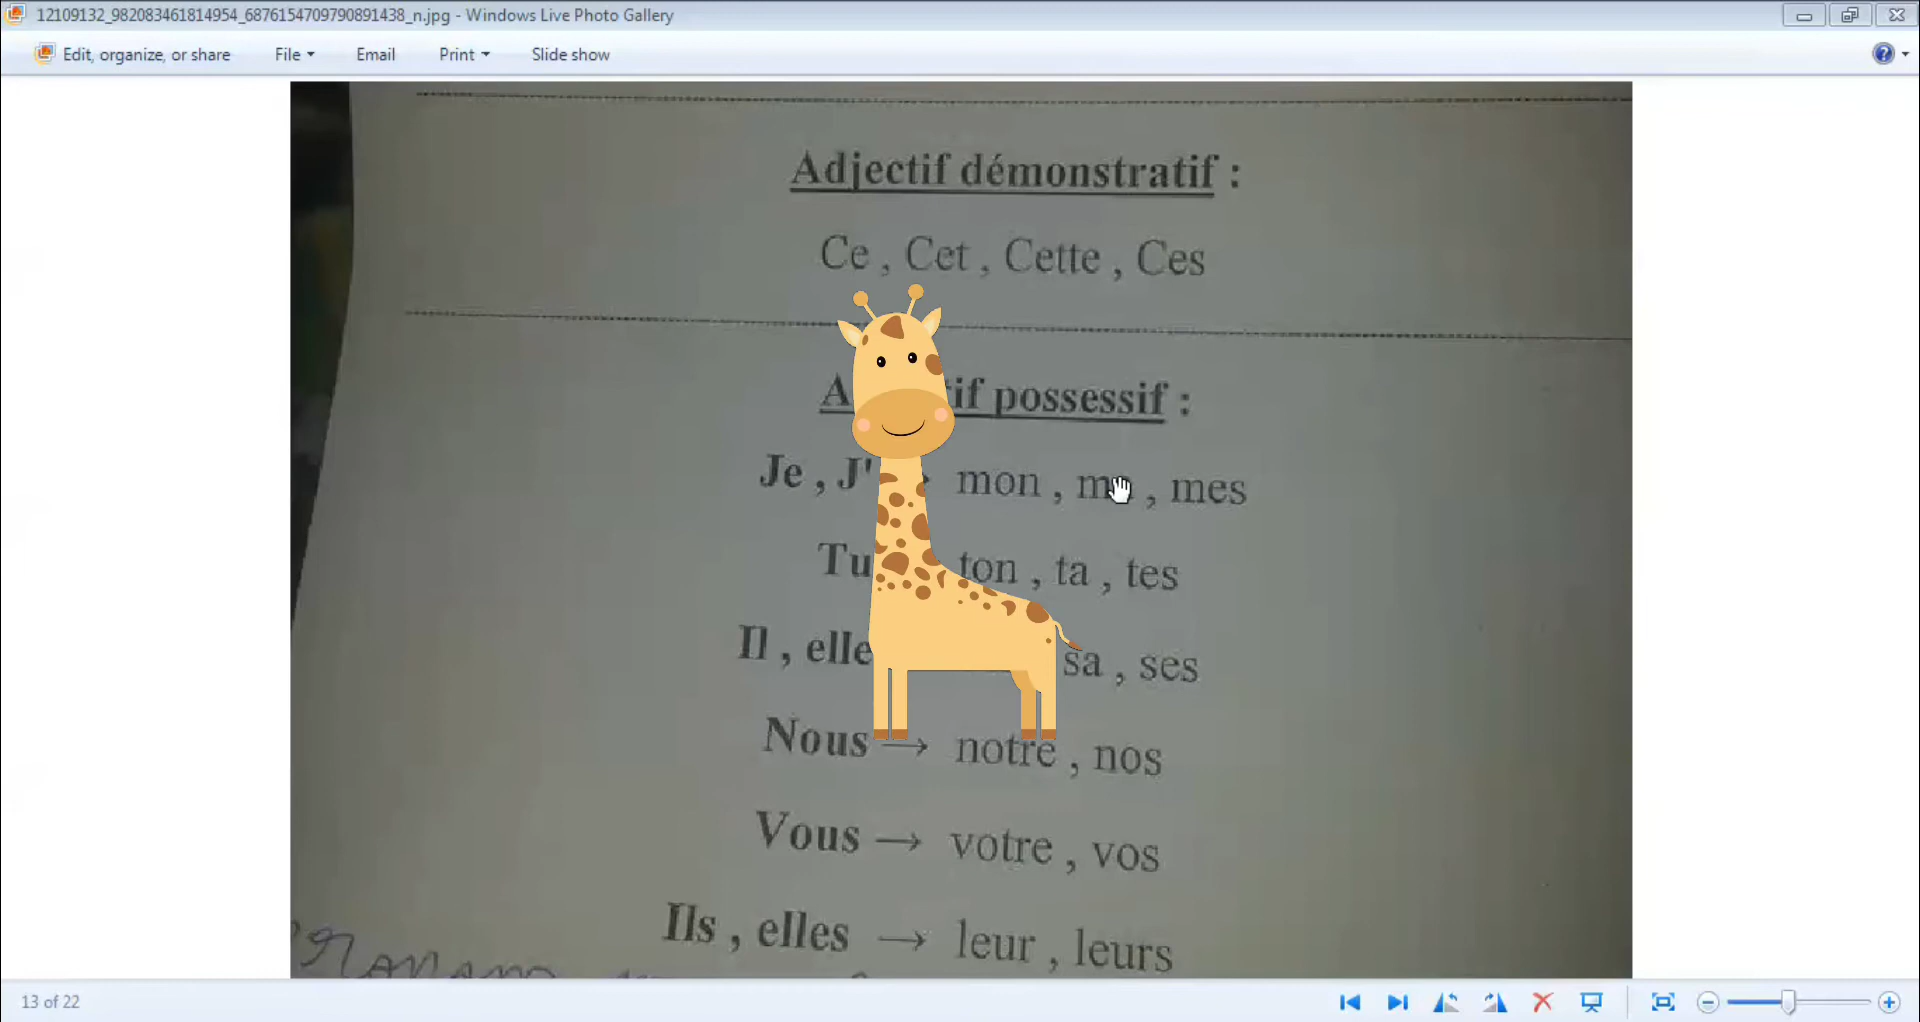 12109132_982083461814954_6876154709790891438_n.jpg - Windows Live Photo Gallery
Edit, organize, or share File Email Print Slide show
Adjectif démonstratif :
Ce , Cet , Cette , Ces
possessif :
Je , J' mon , mes
Tu ton , ta , tes
Il , elle sa , ses
Nous → notre , nos
Vous → votre , vos
Ils , elles → leur , leurs
13 of 22